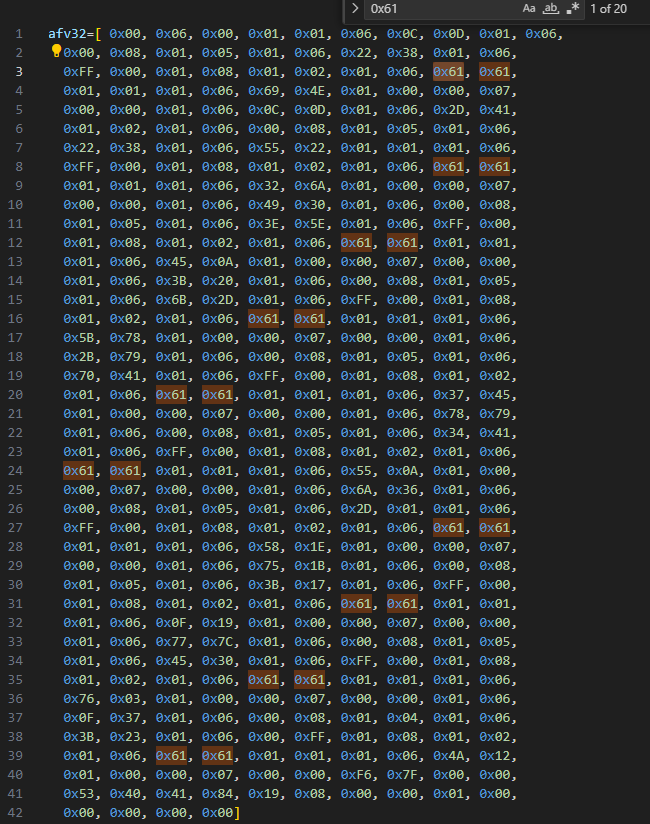 0x61 Aa ab .* 1 of 20
1 afv32=[ 0x00, 0x06, 0x00, 0x01, 0x01, 0x06, 0x0C, 0x0D, 0x01, 0x06,
2 0x00, 0x08, 0x01, 0x05, 0x01, 0x06, 0x22, 0x38, 0x01, 0x06,
3 0xFF, 0x00, 0x01, 0x08, 0x01, 0x02, 0x01, 0x06, 0x61, 0x61,
4 0x01, 0x01, 0x01, 0x06, 0x69, 0x4E, 0x01, 0x00, 0x00, 0x07,
5 0x00, 0x00, 0x01, 0x06, 0x0C, 0x0D, 0x01, 0x06, 0x2D, 0x41,
6 0x01, 0x02, 0x01, 0x06, 0x00, 0x08, 0x01, 0x05, 0x01, 0x06,
7 0x22, 0x38, 0x01, 0x06, 0x55, 0x22, 0x01, 0x01, 0x01, 0x06,
8 0xFF, 0x00, 0x01, 0x08, 0x01, 0x02, 0x01, 0x06, 0x61, 0x61,
9 0x01, 0x01, 0x01, 0x06, 0x32, 0x6A, 0x01, 0x00, 0x00, 0x07,
10 0x00, 0x00, 0x01, 0x06, 0x49, 0x30, 0x01, 0x06, 0x00, 0x08,
11 0x01, 0x05, 0x01, 0x06, 0x3E, 0x5E, 0x01, 0x06, 0xFF, 0x00,
12 0x01, 0x08, 0x01, 0x02, 0x01, 0x06, 0x61, 0x61, 0x01, 0x01,
13 0x01, 0x06, 0x45, 0x0A, 0x01, 0x00, 0x00, 0x07, 0x00, 0x00,
14 0x01, 0x06, 0x3B, 0x20, 0x01, 0x06, 0x00, 0x08, 0x01, 0x05,
15 0x01, 0x06, 0x6B, 0x2D, 0x01, 0x06, 0xFF, 0x00, 0x01, 0x08,
16 0x01, 0x02, 0x01, 0x06, 0x61, 0x61, 0x01, 0x01, 0x01, 0x06,
17 0x5B, 0x78, 0x01, 0x00, 0x00, 0x07, 0x00, 0x00, 0x01, 0x06,
18 0x2B, 0x79, 0x01, 0x06, 0x00, 0x08, 0x01, 0x05, 0x01, 0x06,
19 0x70, 0x41, 0x01, 0x06, 0xFF, 0x00, 0x01, 0x08, 0x01, 0x02,
20 0x01, 0x06, 0x61, 0x61, 0x01, 0x01, 0x01, 0x06, 0x37, 0x45,
21 0x01, 0x00, 0x00, 0x07, 0x00, 0x00, 0x01, 0x06, 0x78, 0x79,
22 0x01, 0x06, 0x00, 0x08, 0x01, 0x05, 0x01, 0x06, 0x34, 0x41,
23 0x01, 0x06, 0xFF, 0x00, 0x01, 0x08, 0x01, 0x02, 0x01, 0x06,
24 0x61, 0x61, 0x01, 0x01, 0x01, 0x06, 0x55, 0x0A, 0x01, 0x00,
25 0x00, 0x07, 0x00, 0x00, 0x01, 0x06, 0x6A, 0x36, 0x01, 0x06,
26 0x00, 0x08, 0x01, 0x05, 0x01, 0x06, 0x2D, 0x01, 0x01, 0x06,
27 0xFF, 0x00, 0x01, 0x08, 0x01, 0x02, 0x01, 0x06, 0x61, 0x61,
28 0x01, 0x01, 0x01, 0x06, 0x58, 0x1E, 0x01, 0x00, 0x00, 0x07,
29 0x00, 0x00, 0x01, 0x06, 0x75, 0x1B, 0x01, 0x06, 0x00, 0x08,
30 0x01, 0x05, 0x01, 0x06, 0x3B, 0x17, 0x01, 0x06, 0xFF, 0x00,
31 0x01, 0x08, 0x01, 0x02, 0x01, 0x06, 0x61, 0x61, 0x01, 0x01,
32 0x01, 0x06, 0x0F, 0x19, 0x01, 0x00, 0x00, 0x07, 0x00, 0x00,
33 0x01, 0x06, 0x77, 0x7C, 0x01, 0x06, 0x00, 0x08, 0x01, 0x05,
34 0x01, 0x06, 0x45, 0x30, 0x01, 0x06, 0xFF, 0x00, 0x01, 0x08,
35 0x01, 0x02, 0x01, 0x06, 0x61, 0x61, 0x01, 0x01, 0x01, 0x06,
36 0x76, 0x03, 0x01, 0x00, 0x00, 0x07, 0x00, 0x00, 0x01, 0x06,
37 0x0F, 0x37, 0x01, 0x06, 0x00, 0x08, 0x01, 0x04, 0x01, 0x06,
38 0x3B, 0x23, 0x01, 0x06, 0x00, 0xFF, 0x01, 0x08, 0x01, 0x02,
39 0x01, 0x06, 0x61, 0x61, 0x01, 0x01, 0x01, 0x06, 0x4A, 0x12,
40 0x01, 0x00, 0x00, 0x07, 0x00, 0x00, 0xF6, 0x7F, 0x00, 0x00,
41 0x53, 0x40, 0x41, 0x84, 0x19, 0x08, 0x00, 0x00, 0x01, 0x00,
42 0x00, 0x00, 0x00, 0x00]